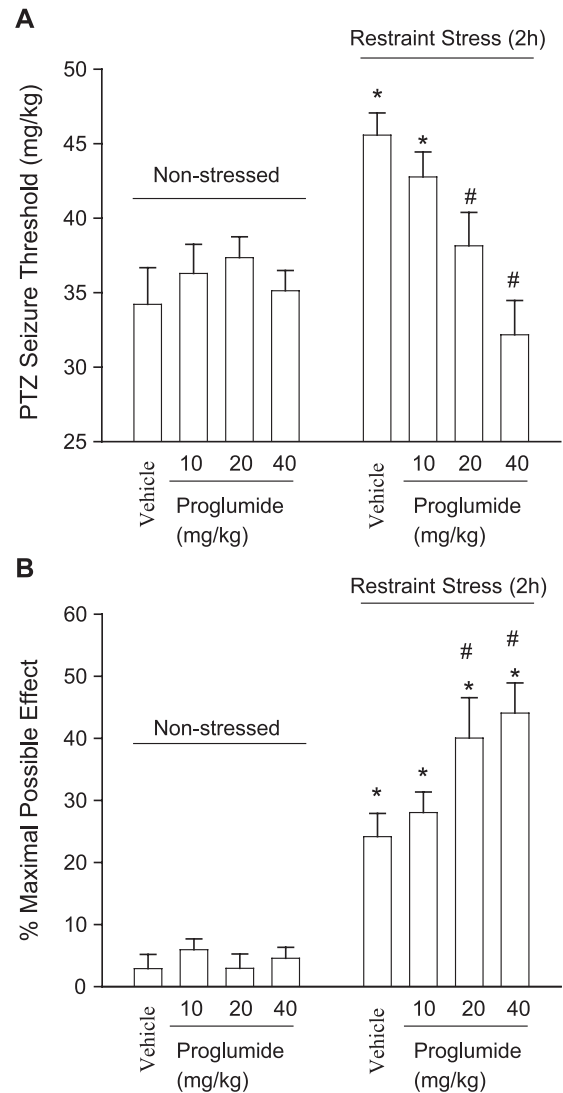 A
Restraint Stress (2h)
50
*
*
45
#
Non-stressed
40
#
35
30
25
PTZ Seizure Threshold (mg/kg)
Vehicle
10 20 40
Proglumide
(mg/kg)
Vehicle
10 20 40
Proglumide
(mg/kg)
B
Restraint Stress (2h)
60
# #
* *
50
Non-stressed
40
* *
30
20
10
0
% Maximal Possible Effect
Vehicle
10 20 40
Proglumide
(mg/kg)
Vehicle
10 20 40
Proglumide
(mg/kg)